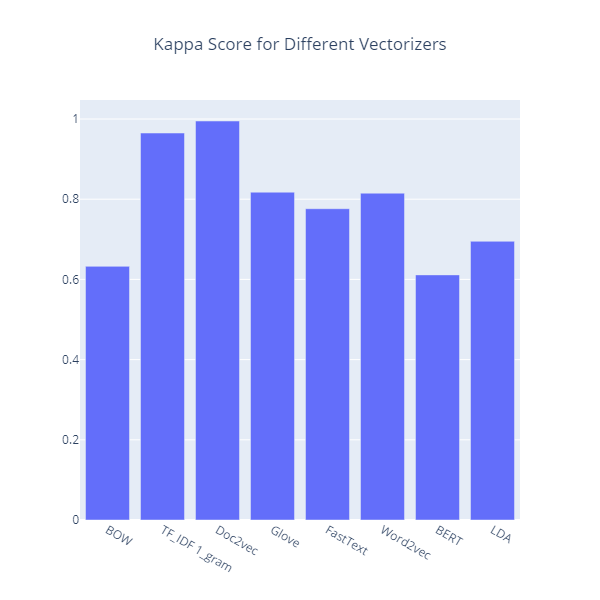 Kappa Score for Different Vectorizers
1
0.8
0.6
0.4
0.2
0
BOW
TF_IDF 1_gram
Doc2vec
Glove
FastText
Word2vec
BERT
LDA